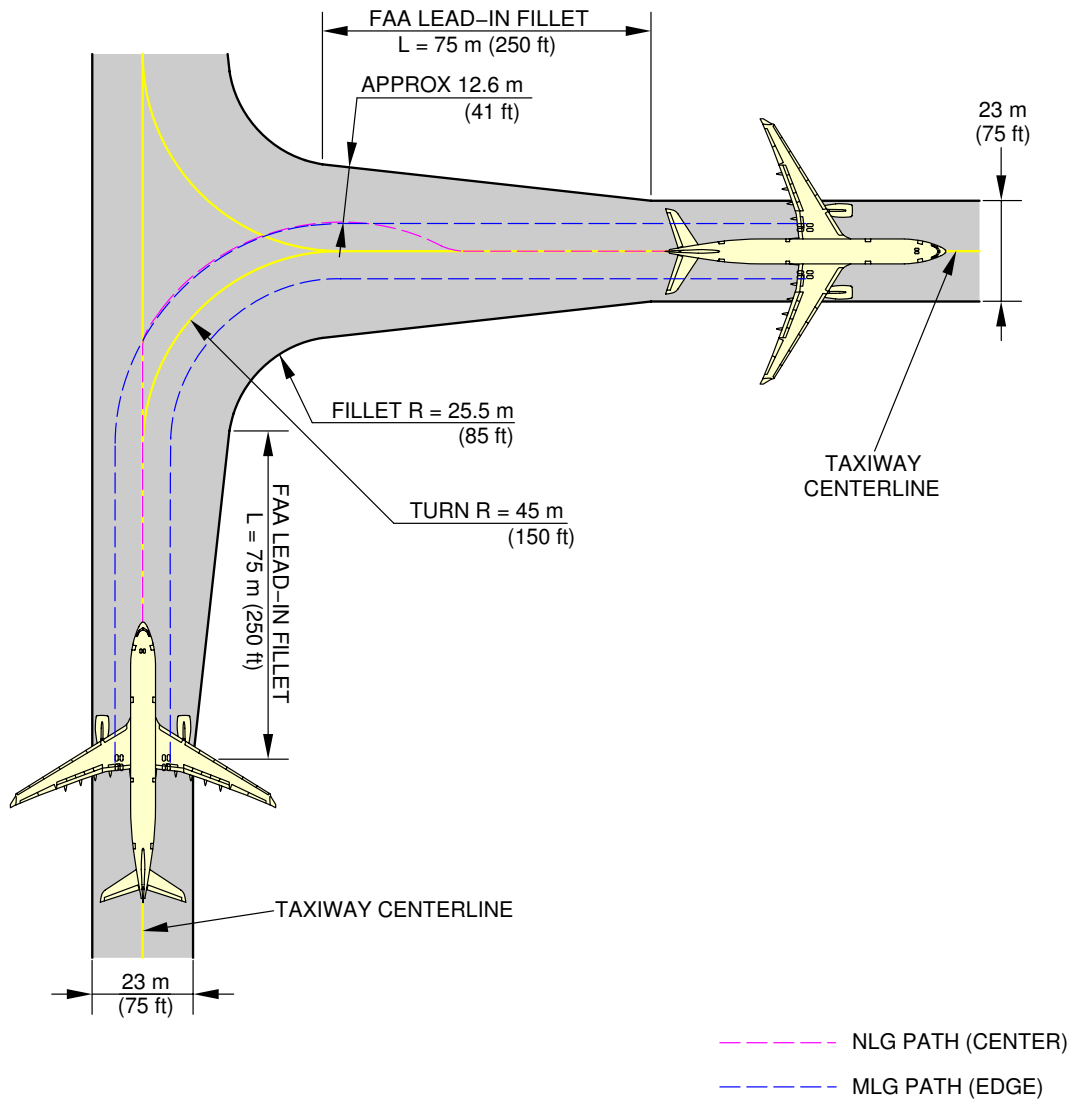 FAA LEAD–IN FILLET
L = 75 m (250 ft)
APPROX 12.6 m
(41 ft)
23 m
(75 ft)
FILLET R = 25.5 m
(85 ft)
TAXIWAY
CENTERLINE
TURN R = 45 m
(150 ft)
FAA LEAD–IN FILLET
L = 75 m (250 ft)
TAXIWAY CENTERLINE
23 m
(75 ft)
NLG PATH (CENTER)
MLG PATH (EDGE)